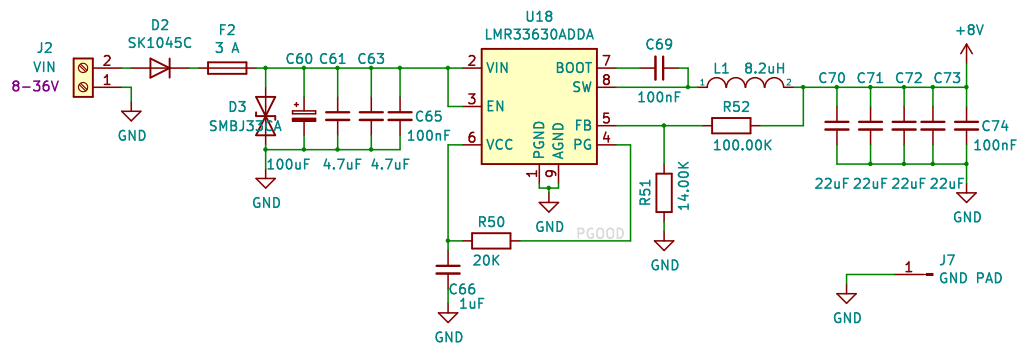 U18
LMR33630ADDA
+8V
J2
VIN
8-36V
2
1
GND
D2
SK1045C
F2
3 A
D3
SMBJ33CA
GND
C60
100uF
C61
4.7uF
C63
4.7uF
C65
100nF
2
VIN
3
EN
6
VCC
BOOT
7
SW
8
FB
5
PG
4
PGND
1
AGND
9
GND
C69
100nF
L1
8.2uH
1
2
R52
100.00K
R51
14.00K
GND
R50
20K
PGOOD
C66
1uF
GND
C70
22uF
C71
22uF
C72
22uF
C73
22uF
C74
100nF
GND
J7
GND PAD
1
GND